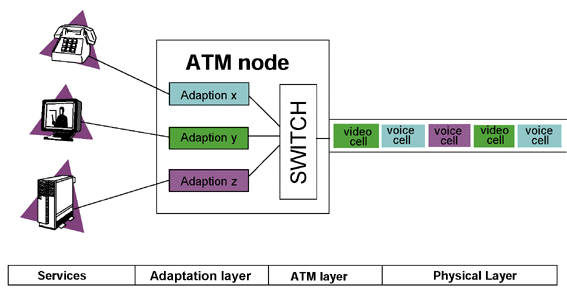 ATM node
Adaption x
Adaption y
Adaption z
SWITCH
video cell
voice cell
voice cell
video cell
voice cell
Services
Adaptation layer
ATM layer
Physical Layer